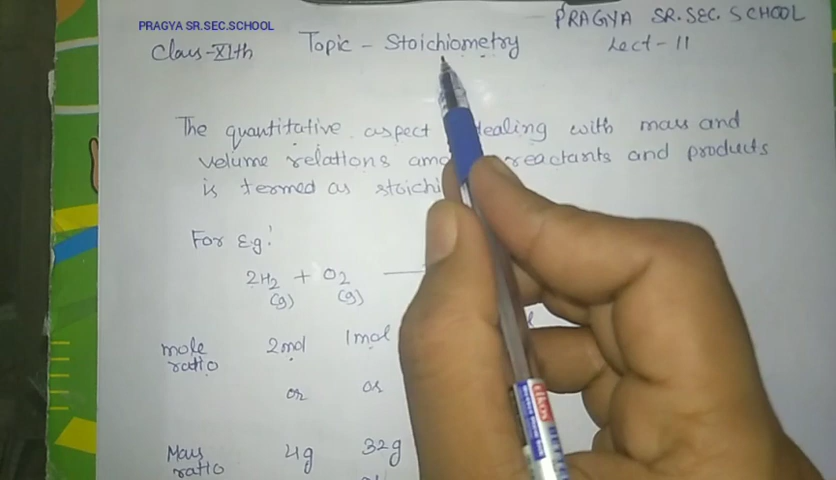 PRAGYA SR.SEC.SCHOOL
PRAGYA SR. SEC. SCHOOL
Class-XIth Topic - Stoichiometry Lect - 11
The quantitative aspect dealing with mass and
volume relations reactants and products
is termed as
For E.g:
2H2 + O2
(g) (g)
mole ratio 2mol 1mol
or or
Mass ratio 4g 32g
cikos